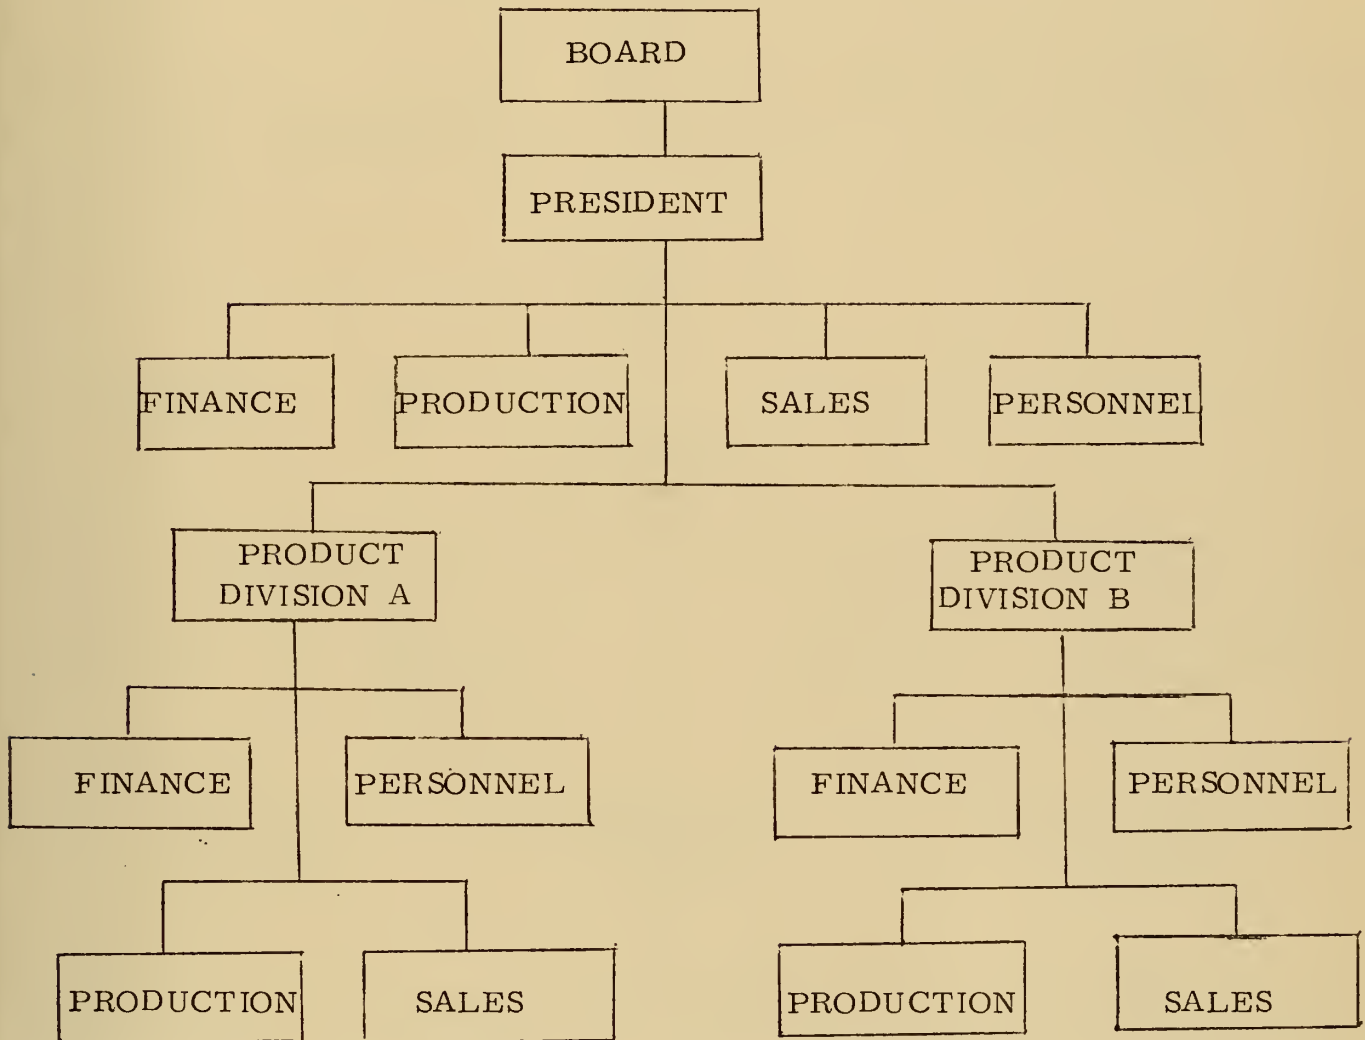 BOARD
PRESIDENT
FINANCE
PRODUCTION
SALES
PERSONNEL
PRODUCT
DIVISION A
PRODUCT
DIVISION B
FINANCE
PERSONNEL
FINANCE
PERSONNEL
PRODUCTION
SALES
PRODUCTION
SALES